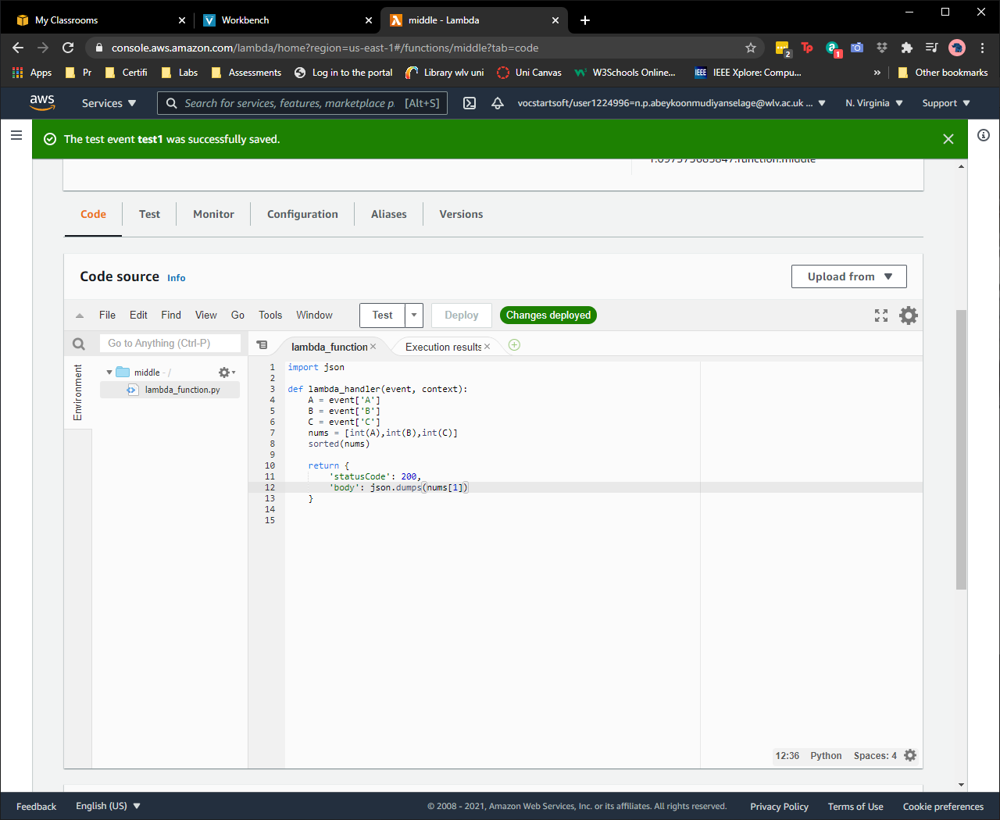 My Classrooms
Workbench
middle - Lambda
console.aws.amazon.com/lambda/home?region=us-east-1#/functions/middle?tab=code
2
Tp
1
Apps
Pr
Certifi
Labs
Assessments
Log in to the portal
Library wlv uni
Uni Canvas
W3Schools Online...
IEEE
IEEE Xplore: Compu...
»
Other bookmarks
aws
Services
Search for services, features, marketplace p
[Alt+S]
vocstartsoft/user1224996=n.p.abeykoonmudiyanselage@wlv.ac.uk ...
N. Virginia
Support
The test event test1 was successfully saved.
Code
Test
Monitor
Configuration
Aliases
Versions
Code source
Info
Upload from
File
Edit
Find
View
Go
Tools
Window
Test
Deploy
Changes deployed
Go to Anything (Ctrl-P)
lambda_function
Execution results
Environment
middle - /
lambda_function.py
1 import json
2
3 def lambda_handler(event, context):
4 A = event['A']
5 B = event['B']
6 C = event['C']
7 nums = [int(A),int(B),int(C)]
8 sorted(nums)
9
10 return {
11 'statusCode': 200,
12 'body': json.dumps(nums[1])
13 }
14
15
12:36
Python
Spaces: 4
Feedback
English (US)
© 2008 - 2021, Amazon Web Services, Inc. or its affiliates. All rights reserved.
Privacy Policy
Terms of Use
Cookie preferences